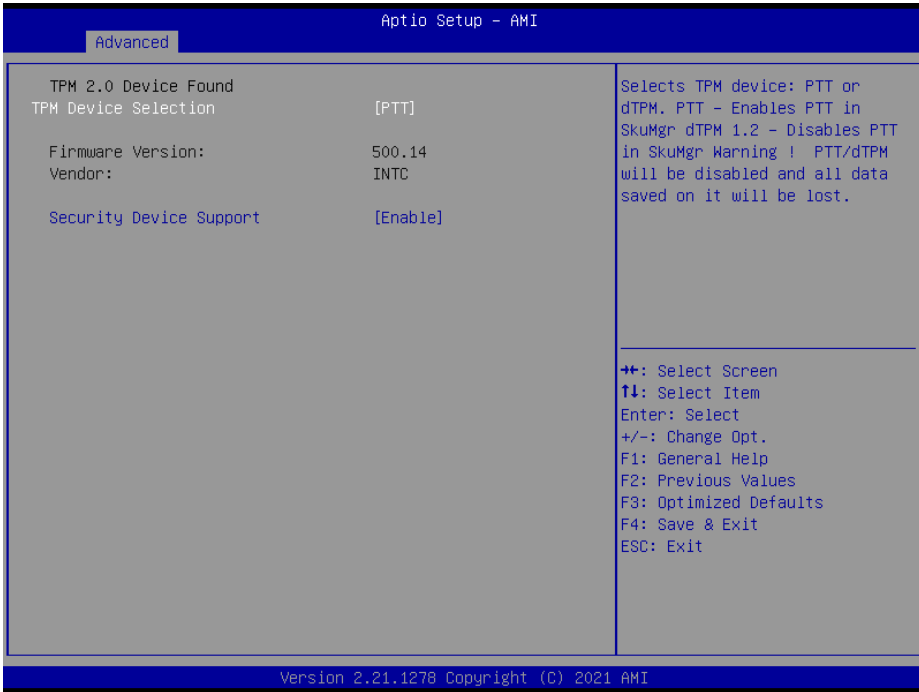 Aptio Setup – AMI
Advanced
TPM 2.0 Device Found
TPM Device Selection [PTT]
Firmware Version: 500.14
Vendor: INTC
Security Device Support [Enable]
Selects TPM device: PTT or
dTPM. PTT – Enables PTT in
SkuMgr dTPM 1.2 – Disables PTT
in SkuMgr Warning ! PTT/dTPM
will be disabled and all data
saved on it will be lost.
→←: Select Screen
↑↓: Select Item
Enter: Select
+/-: Change Opt.
F1: General Help
F2: Previous Values
F3: Optimized Defaults
F4: Save & Exit
ESC: Exit
Version 2.21.1278 Copyright (C) 2021 AMI